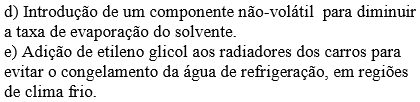 d) Introdução de um componente não-volátil  para diminuir
a taxa de evaporação do solvente.
e) Adição de etileno glicol aos radiadores dos carros para
evitar o congelamento da água de refrigeração, em regiões
de clima frio.